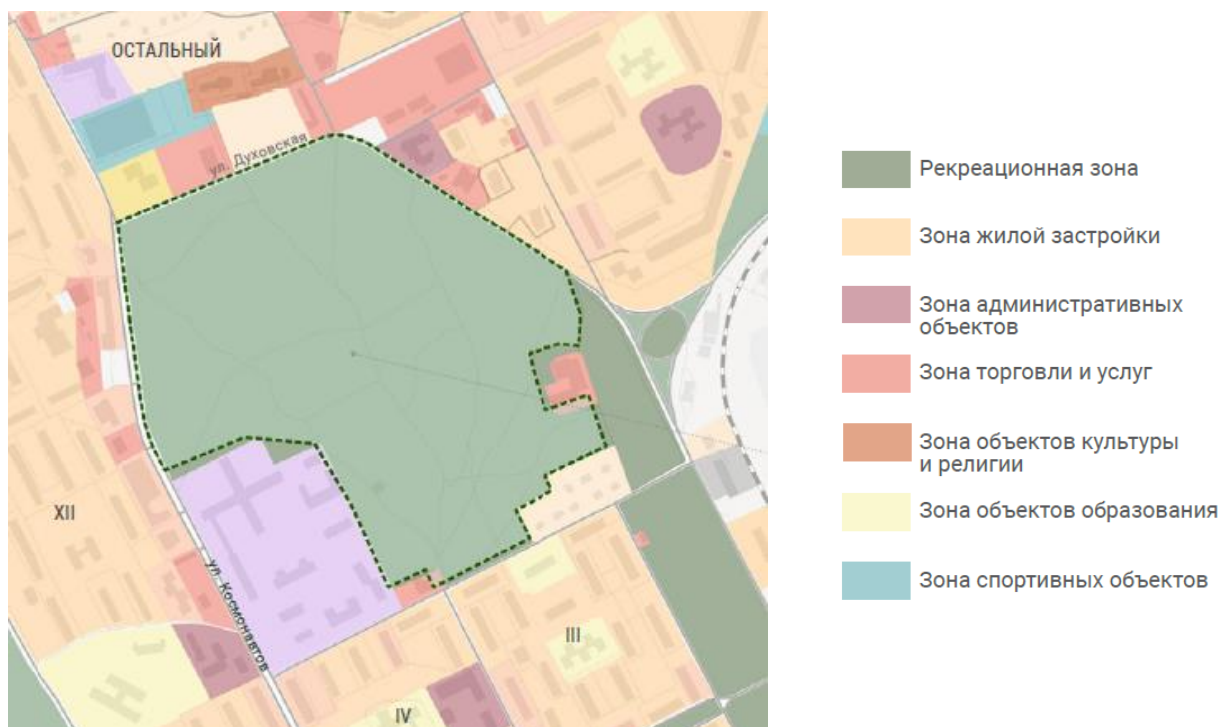 ОСТАЛЬНЫЙ
ул. Духовская
XII
ул. Космонавтов
III
IV
Рекреационная зона
Зона жилой застройки
Зона административных
объектов
Зона торговли и услуг
Зона объектов культуры
и религии
Зона объектов образования
Зона спортивных объектов